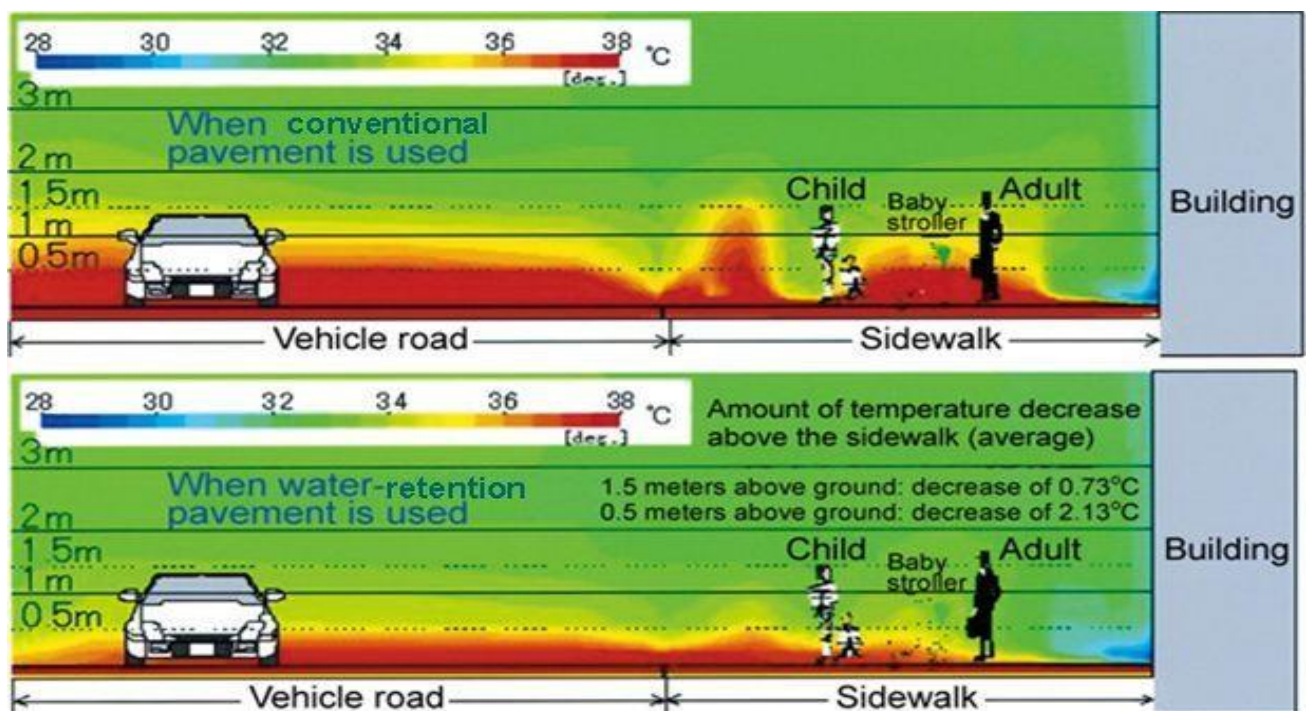 28 30 32 34 36 38 °C
[deg.]
3m
When conventional
pavement is used
2m
1.5m
Child
Baby
stroller
Adult
1m
0.5m
Building
Vehicle road
Sidewalk
28 30 32 34 36 38 °C
[deg.]
Amount of temperature decrease
above the sidewalk (average)
3m
When water-retention
pavement is used
1.5 meters above ground: decrease of 0.73°C
0.5 meters above ground: decrease of 2.13°C
2m
1.5m
Child
Baby
stroller
Adult
1m
0.5m
Building
Vehicle road
Sidewalk